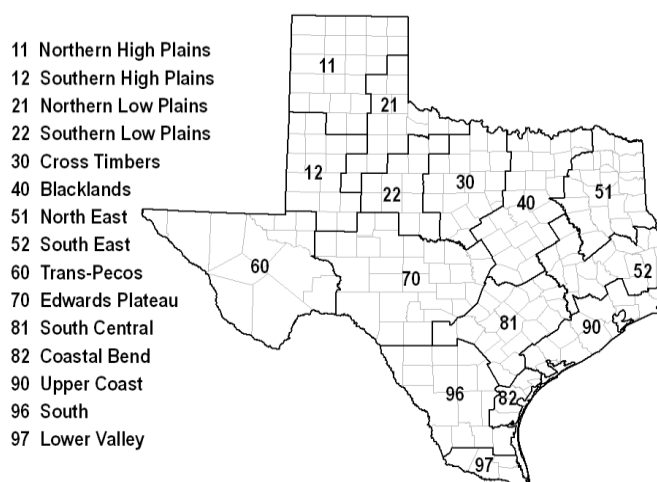 11 Northern High Plains
12 Southern High Plains
21 Northern Low Plains
22 Southern Low Plains
30 Cross Timbers
40 Blacklands
51 North East
52 South East
60 Trans-Pecos
70 Edwards Plateau
81 South Central
82 Coastal Bend
90 Upper Coast
96 South
97 Lower Valley
11
21
12
22
30
40
51
52
60
70
81
90
96
82
97